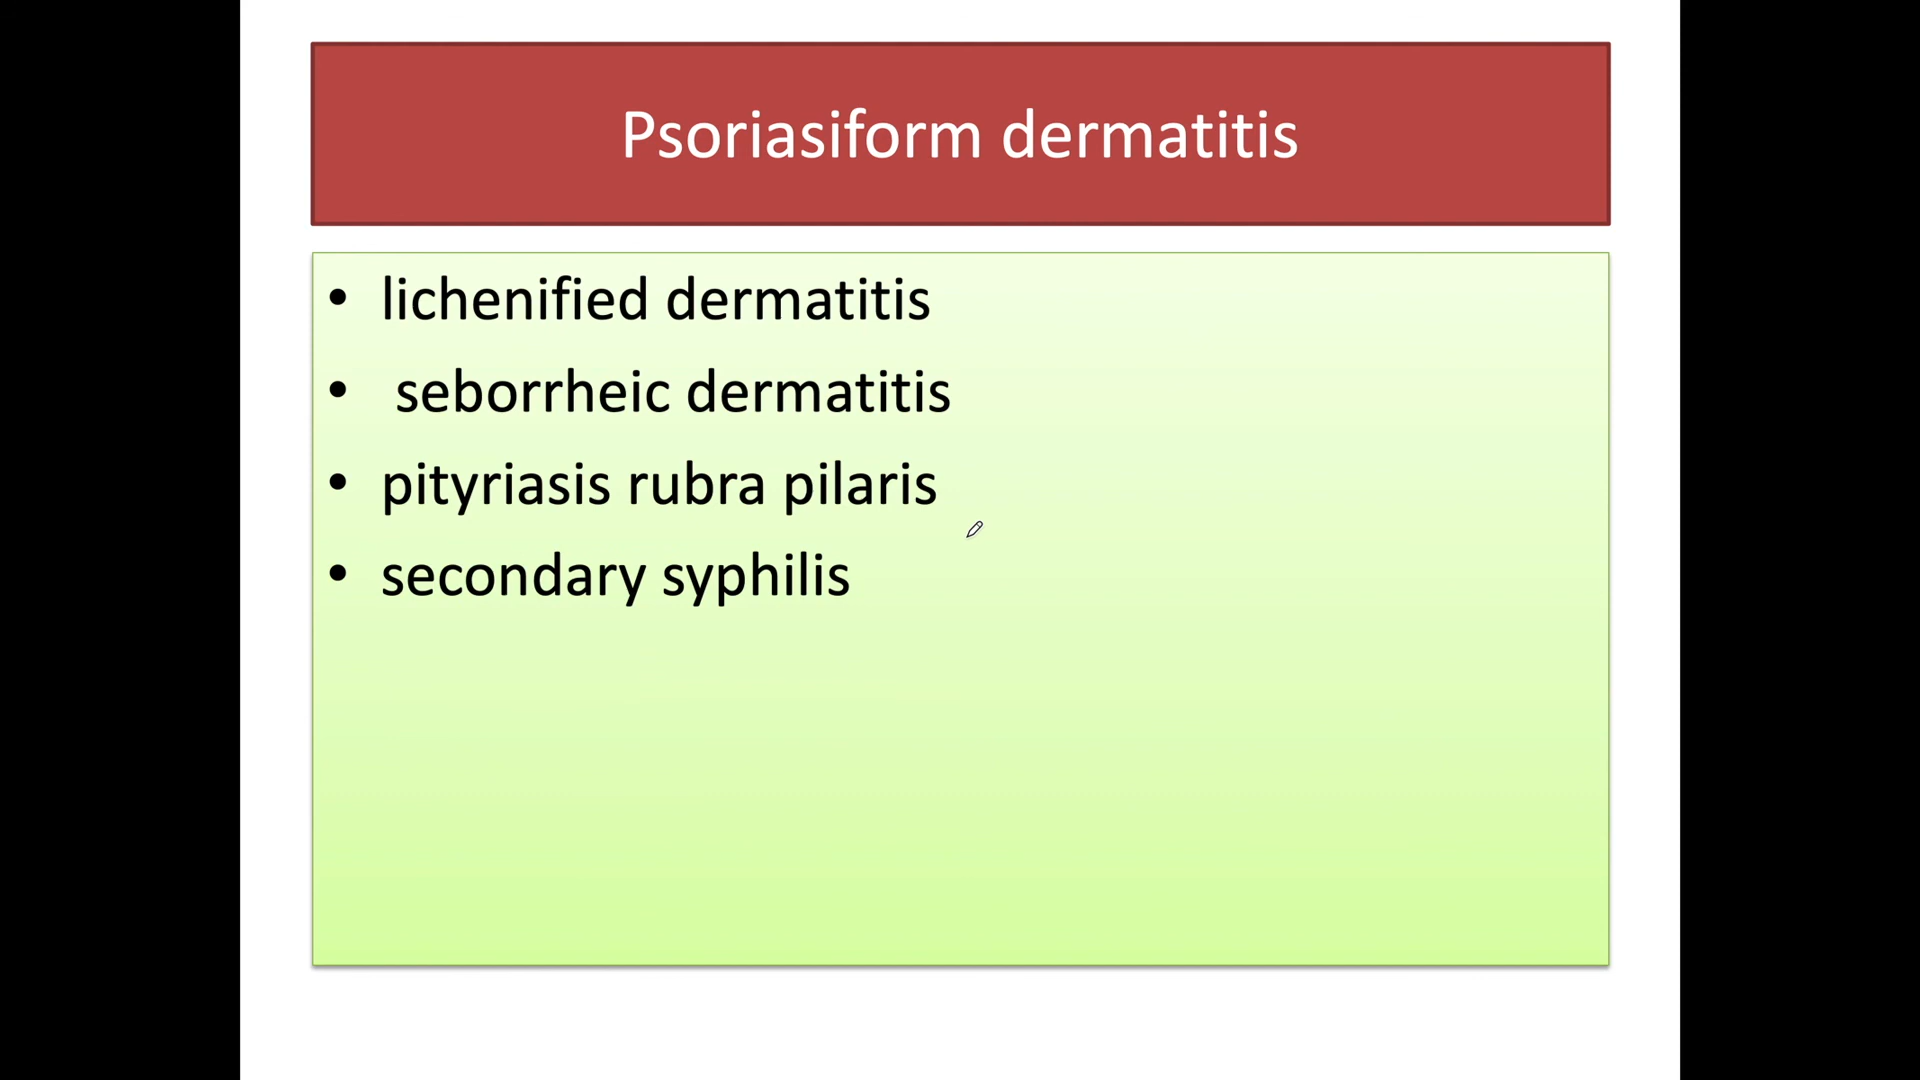 Psoriasiform dermatitis
• lichenified dermatitis
• seborrheic dermatitis
• pityriasis rubra pilaris
• secondary syphilis